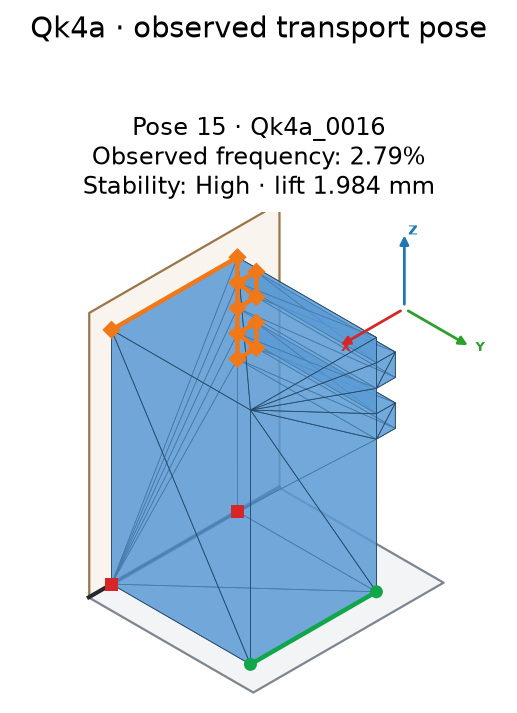 Qk4a · observed transport pose
Pose 15 · Qk4a_0016
Observed frequency: 2.79%
Stability: High · lift 1.984 mm
Z
X
Y